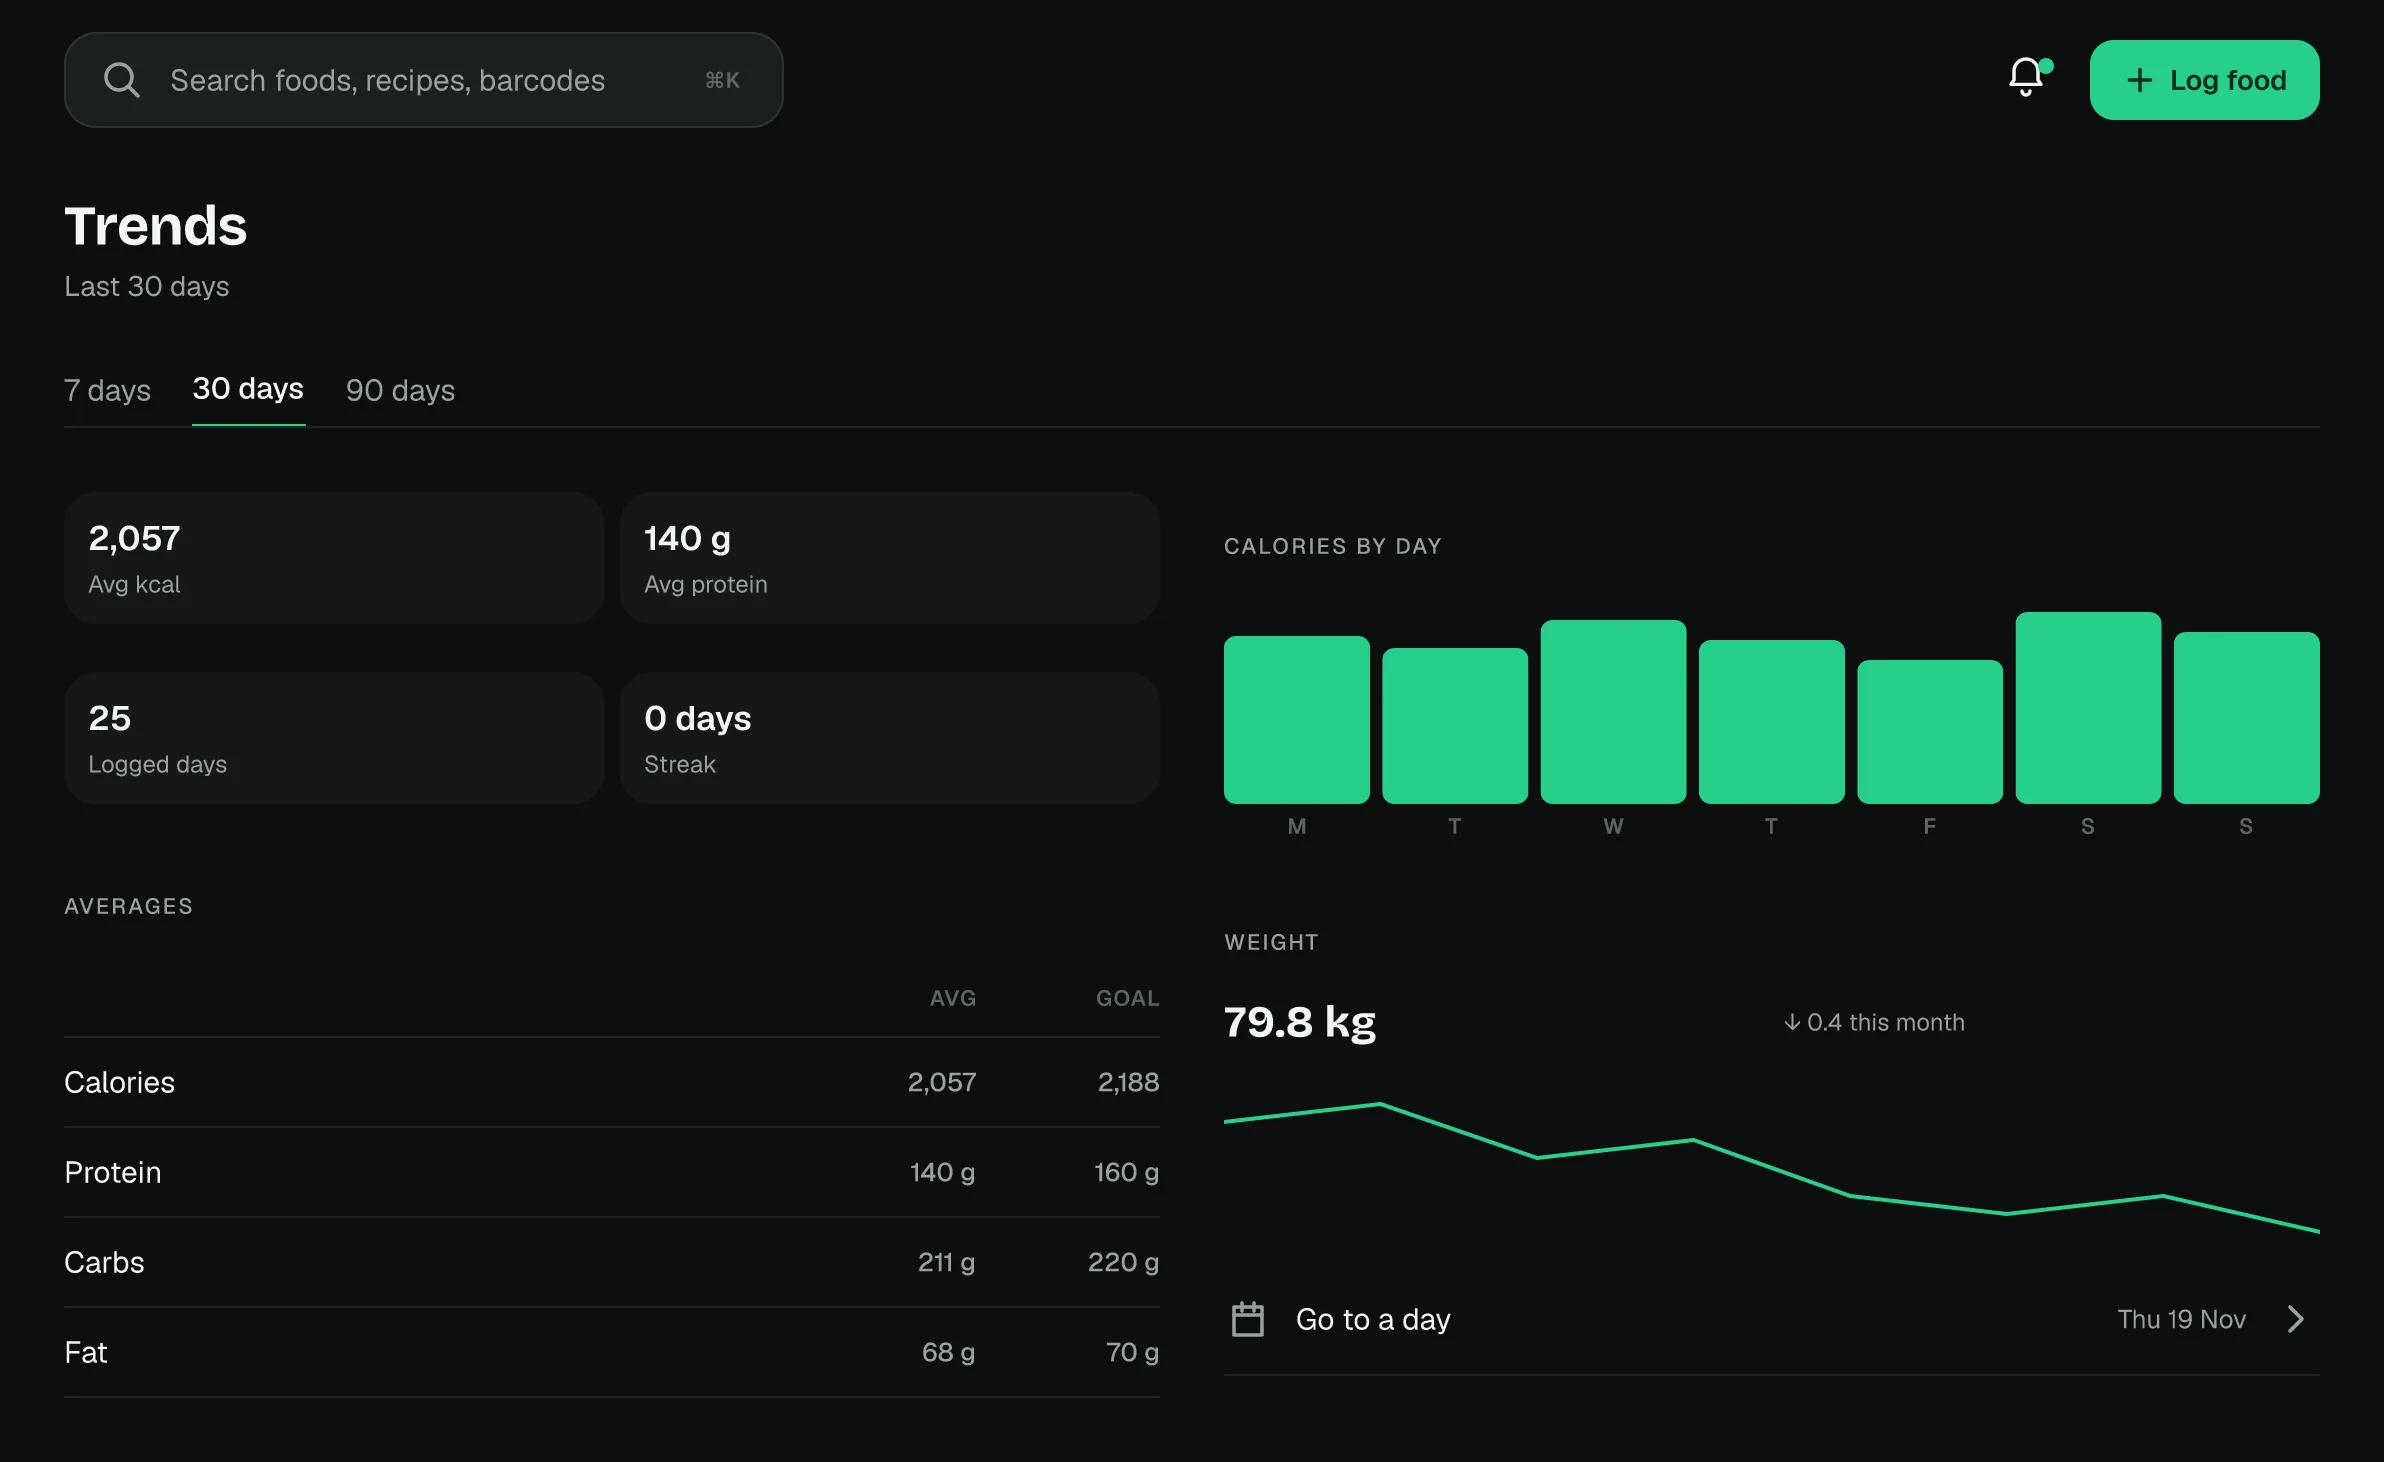 Search foods, recipes, barcodes ⌘K
Log food
Trends
Last 30 days
7 days 30 days 90 days
2,057
Avg kcal
140 g
Avg protein
25
Logged days
0 days
Streak
CALORIES BY DAY
M T W T F S S
AVERAGES
AVG GOAL
Calories 2,057 2,188
Protein 140 g 160 g
Carbs 211 g 220 g
Fat 68 g 70 g
WEIGHT
79.8 kg ↓ 0.4 this month
Go to a day Thu 19 Nov